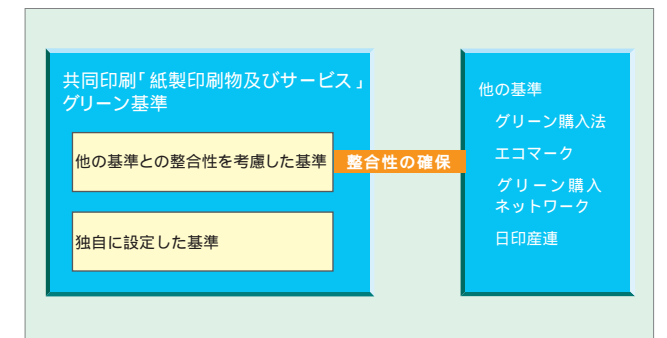 共同印刷「紙製印刷物及びサービス」
グリーン基準
他の基準との整合性を考慮した基準
独自に設定した基準
整合性の確保
他の基準
グリーン購入法
エコマーク
グリーン購入
ネットワーク
日印産連